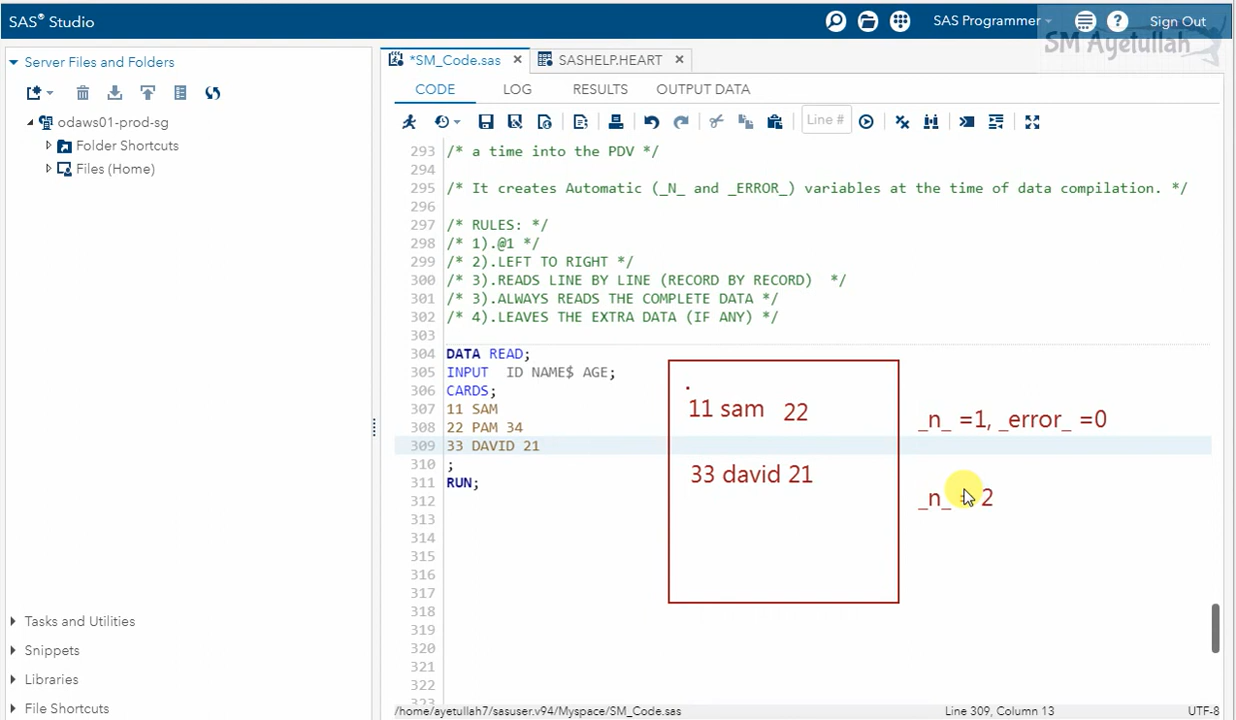 SAS® Studio
SAS Programmer
Sign Out
SM Ayetullah
Server Files and Folders
odaws01-prod-sg
Folder Shortcuts
Files (Home)
Tasks and Utilities
Snippets
Libraries
File Shortcuts
*SM_Code.sas
SASHELP.HEART
CODE LOG RESULTS OUTPUT DATA
Line #
293 /* a time into the PDV */
294
295 /* It creates Automatic (_N_ and _ERROR_) variables at the time of data compilation. */
296
297 /* RULES: */
298 /* 1).@1 */
299 /* 2).LEFT TO RIGHT */
300 /* 3).READS LINE BY LINE (RECORD BY RECORD)  */
301 /* 3).ALWAYS READS THE COMPLETE DATA */
302 /* 4).LEAVES THE EXTRA DATA (IF ANY) */
303
304 DATA READ;
305 INPUT  ID NAME$ AGE;
306 CARDS;
307 11 SAM
308 22 PAM 34
309 33 DAVID 21
310 ;
311 RUN;
312
313
314
315
316
317
318
319
320
321
322
323
.
11 sam 22
33 david 21
_n_ =1, _error_ =0
_n_ = 2
/home/ayetullah7/sasuser.v94/Myspace/SM_Code.sas
Line 309, Column 13
UTF-8